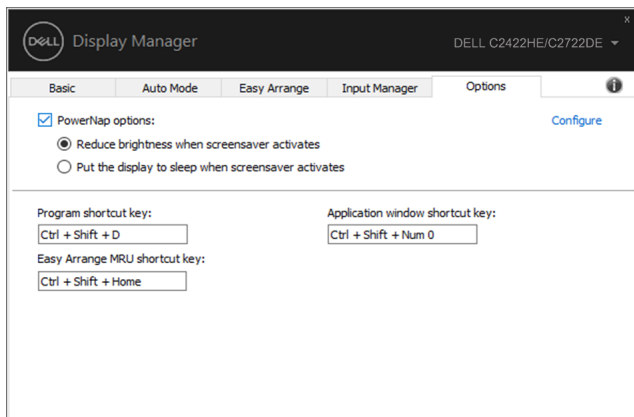 x
DELL Display Manager
DELL C2422HE/C2722DE
Basic Auto Mode Easy Arrange Input Manager Options
PowerNap options:
Configure
Reduce brightness when screensaver activates
Put the display to sleep when screensaver activates
Program shortcut key:
Application window shortcut key:
Ctrl + Shift + D
Ctrl + Shift + Num 0
Easy Arrange MRU shortcut key:
Ctrl + Shift + Home